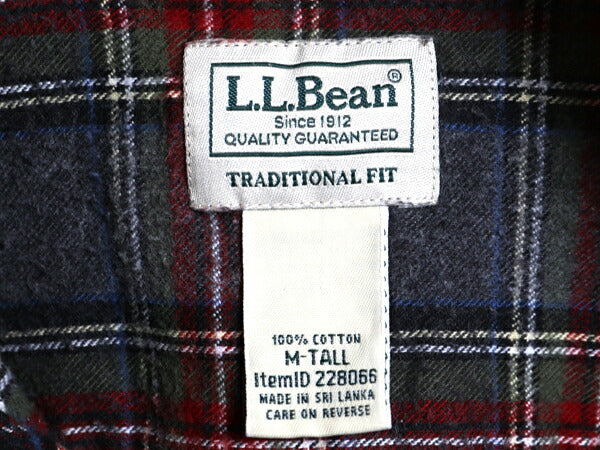 L.L.Bean®
Since 1912
QUALITY GUARANTEED
TRADITIONAL FIT
100% COTTON
M-TALL
ItemID 228066
MADE IN SRI LANKA
CARE ON REVERSE